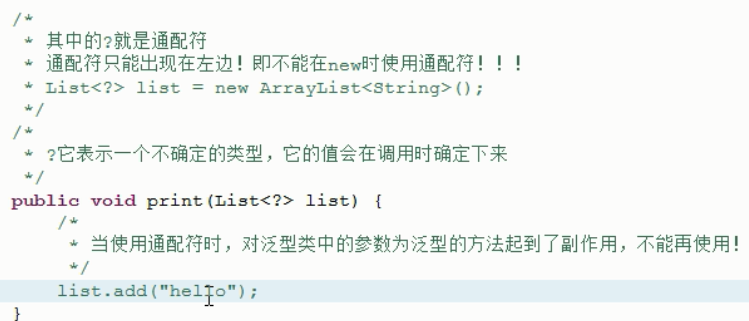 /*
 * 其中的?就是通配符
 * 通配符只能出现在左边! 即不能在new时使用通配符! ! !
 * List<?> list = new ArrayList<String>();
 */
/*
 * ?它表示一个不确定的类型，它的值会在调用时确定下来
 */
public void print(List<?> list) {
    /*
     * 当使用通配符时，对泛型类中的参数为泛型的方法起到了副作用，不能再使用!
     */
    list.add("hello");
}